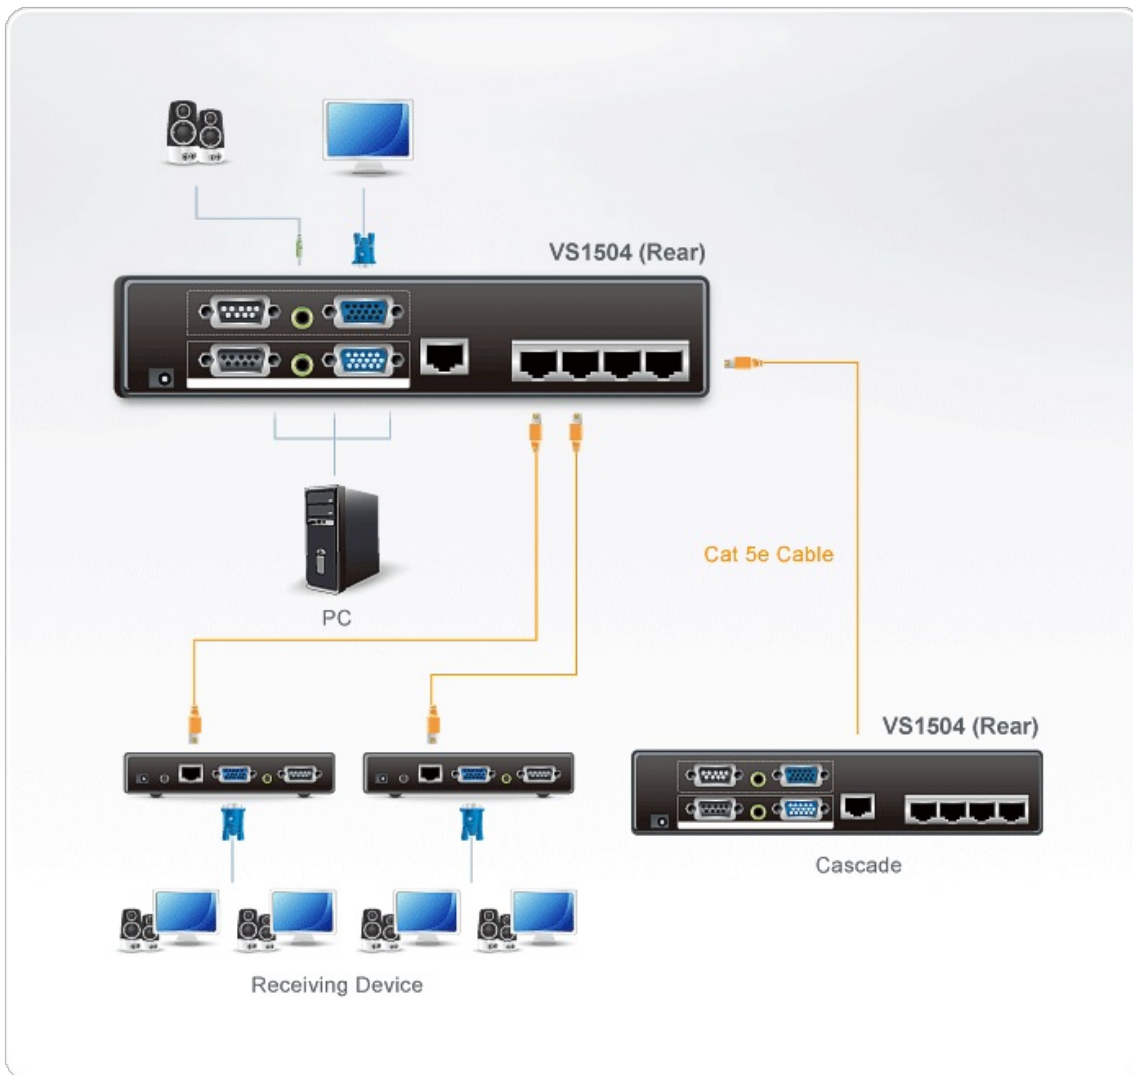 VS1504 (Rear)
PC
Cat 5e Cable
VS1504 (Rear)
Cascade
Receiving Device